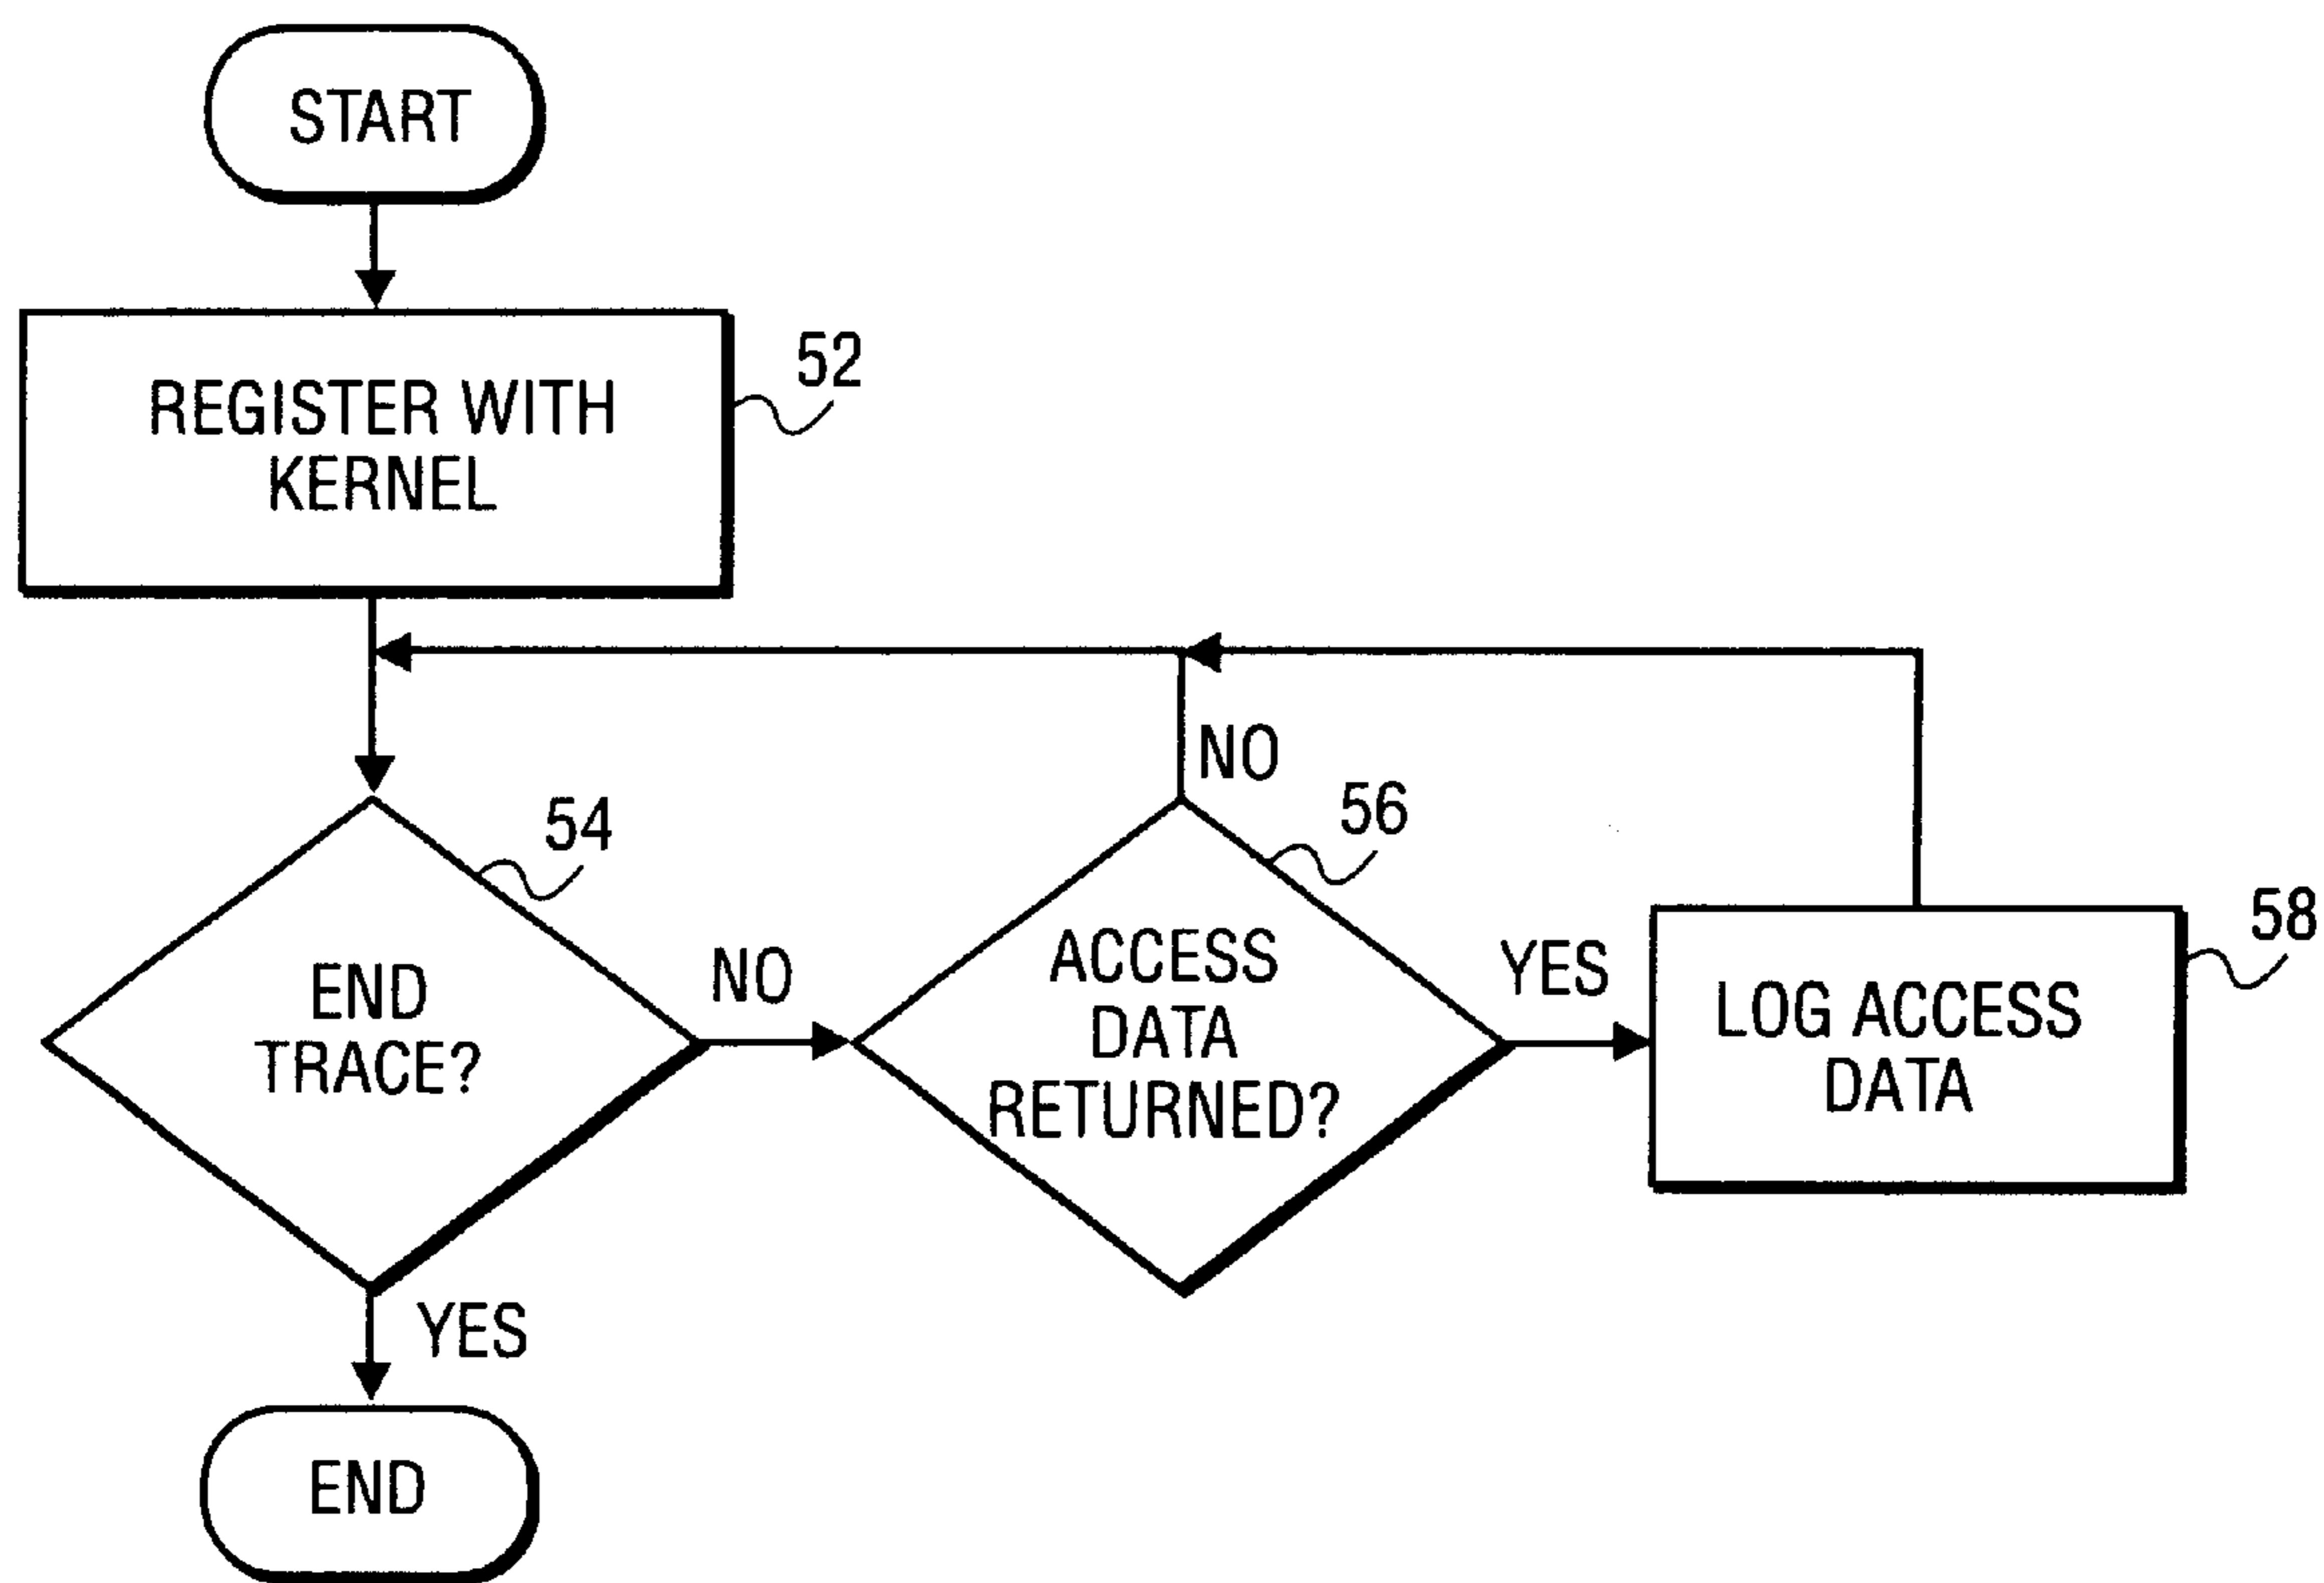 START
REGISTER WITH
KERNEL
52
NO
54
56
END
TRACE?
NO
ACCESS
DATA
RETURNED?
YES
LOG ACCESS
DATA
58
YES
END